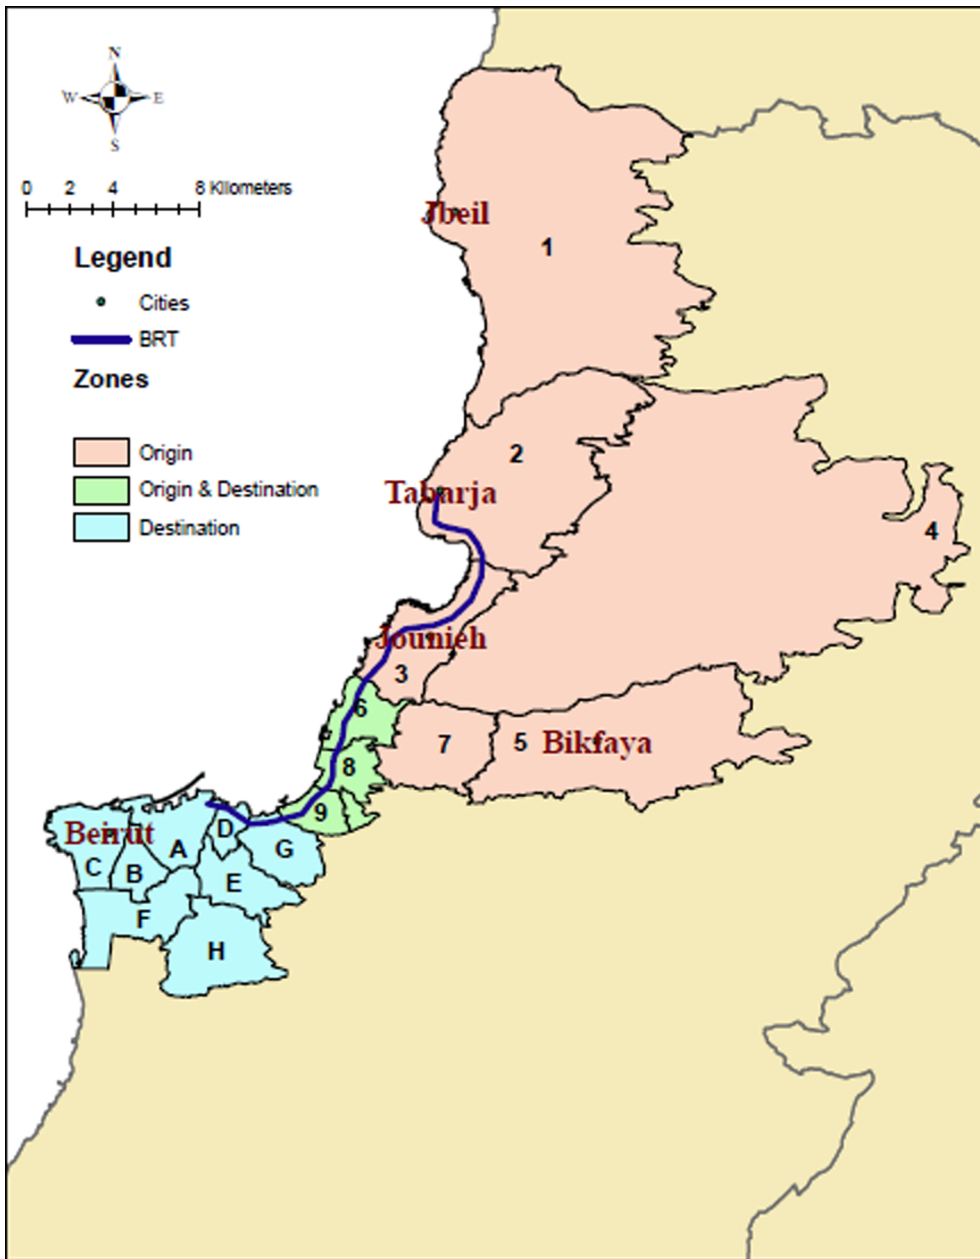 N
W E
S
0 2 4 8 Kilometers
Legend
Cities
BRT
Zones
Origin
Origin & Destination
Destination
Jbeil
1
2
Tabarja
4
Jounieh
3
6
7
5 Bikfaya
8
9
Beirut
D
A
G
C
B
E
F
H